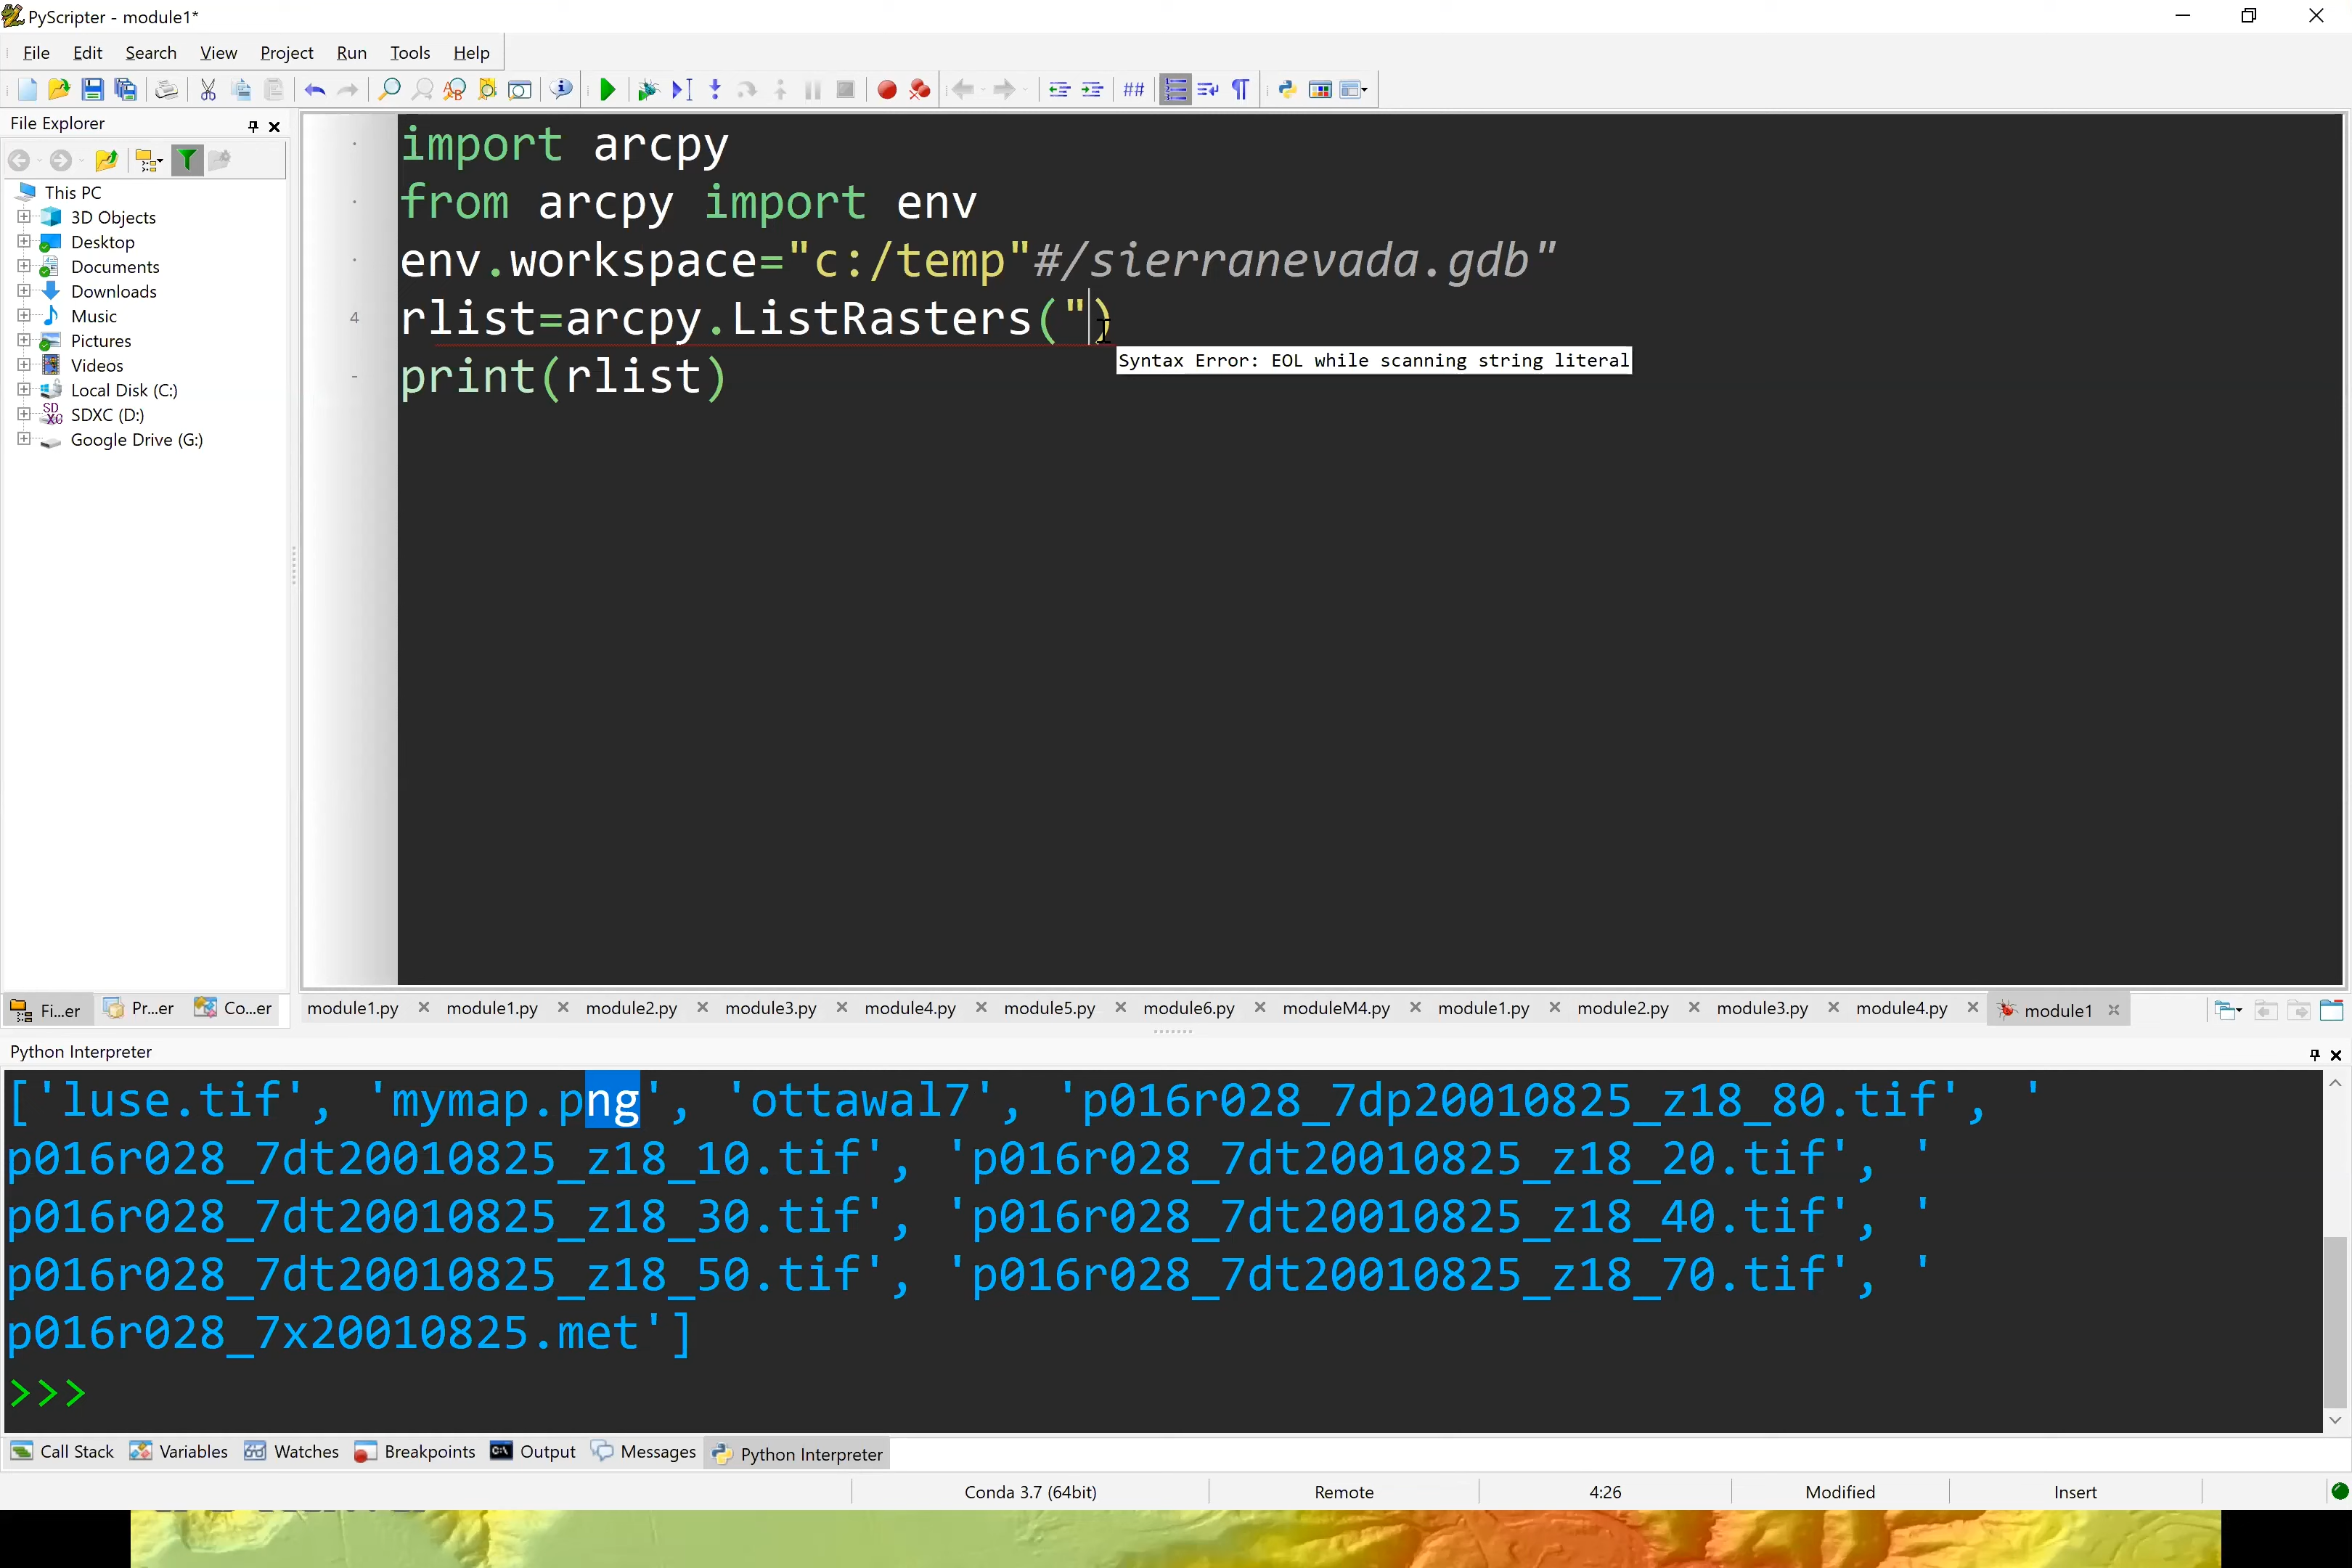 PyScripter - module1*
File Edit Search View Project Run Tools Help
File Explorer
This PC
3D Objects
Desktop
Documents
Downloads
Music
Pictures
Videos
Local Disk (C:)
SDXC (D:)
Google Drive (G:)
import arcpy
from arcpy import env
env.workspace="c:/temp"#/sierranevada.gdb"
4 rlist=arcpy.ListRasters(")
Syntax Error: EOL while scanning string literal
print(rlist)
Fi...er Pr...er Co...er module1.py module1.py module2.py module3.py module4.py module5.py module6.py moduleM4.py module1.py module2.py module3.py module4.py module1
Python Interpreter
['luse.tif', 'mymap.png', 'ottawal7', 'p016r028_7dp20010825_z18_80.tif', '
p016r028_7dt20010825_z18_10.tif', 'p016r028_7dt20010825_z18_20.tif', '
p016r028_7dt20010825_z18_30.tif', 'p016r028_7dt20010825_z18_40.tif', '
p016r028_7dt20010825_z18_50.tif', 'p016r028_7dt20010825_z18_70.tif', '
p016r028_7x20010825.met']
>>>
Call Stack Variables Watches Breakpoints Output Messages Python Interpreter
Conda 3.7 (64bit) Remote 4:26 Modified Insert